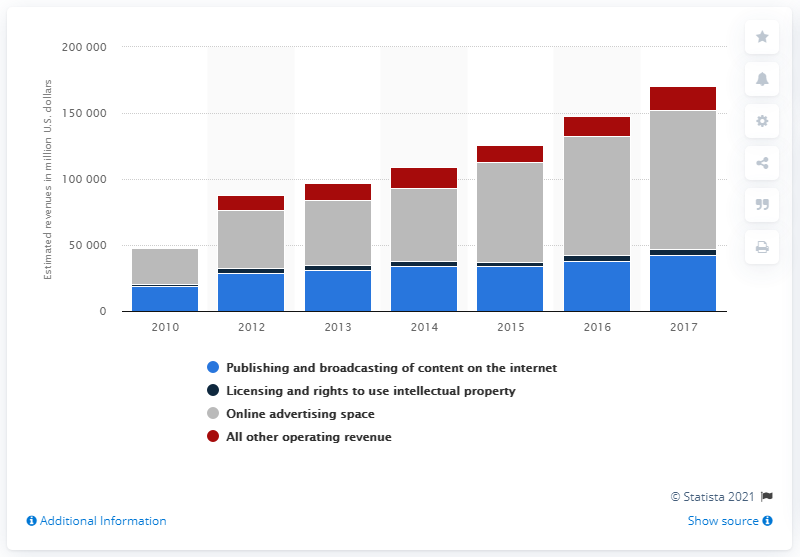 Estimated revenues in million U.S. dollars
200 000
150 000
100 000
50 000
0
2010 2012 2013 2014 2015 2016 2017
Publishing and broadcasting of content on the internet
Licensing and rights to use intellectual property
Online advertising space
All other operating revenue
© Statista 2021
Additional Information
Show source